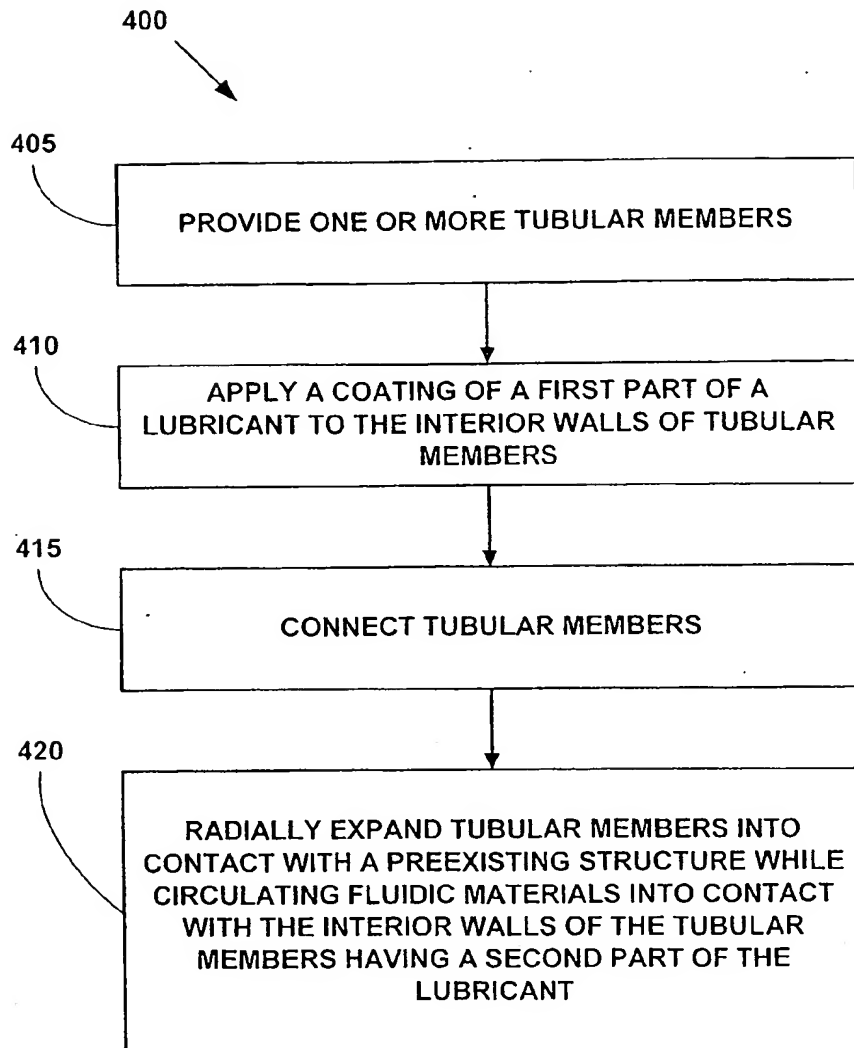 400
405
PROVIDE ONE OR MORE TUBULAR MEMBERS
410
APPLY A COATING OF A FIRST PART OF A
LUBRICANT TO THE INTERIOR WALLS OF TUBULAR
MEMBERS
415
CONNECT TUBULAR MEMBERS
420
RADIALLY EXPAND TUBULAR MEMBERS INTO
CONTACT WITH A PREEXISTING STRUCTURE WHILE
CIRCULATING FLUIDIC MATERIALS INTO CONTACT
WITH THE INTERIOR WALLS OF THE TUBULAR
MEMBERS HAVING A SECOND PART OF THE
LUBRICANT